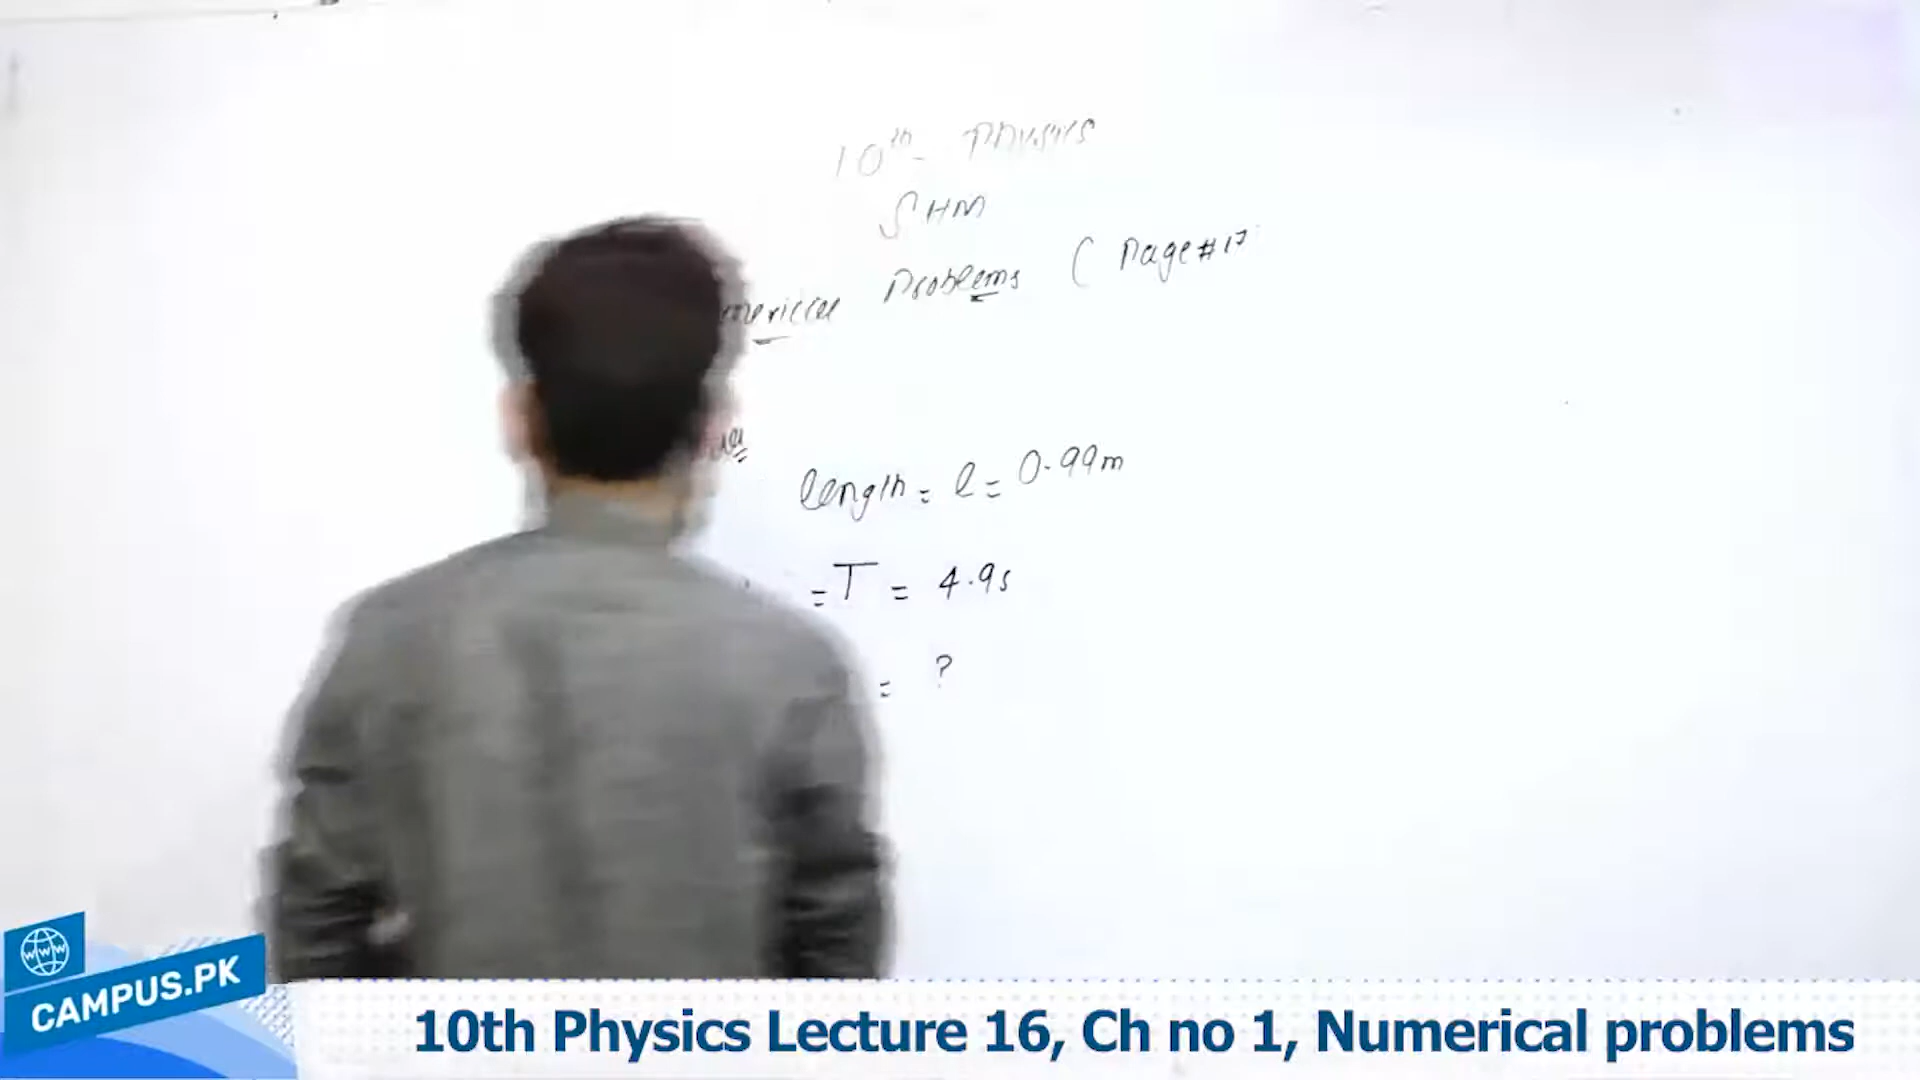 10th Physics
SHM
Problems ( Page#17
length = l = 0.99m
= T = 4.9s
= ?
www
CAMPUS.PK
10th Physics Lecture 16, Ch no 1, Numerical problems